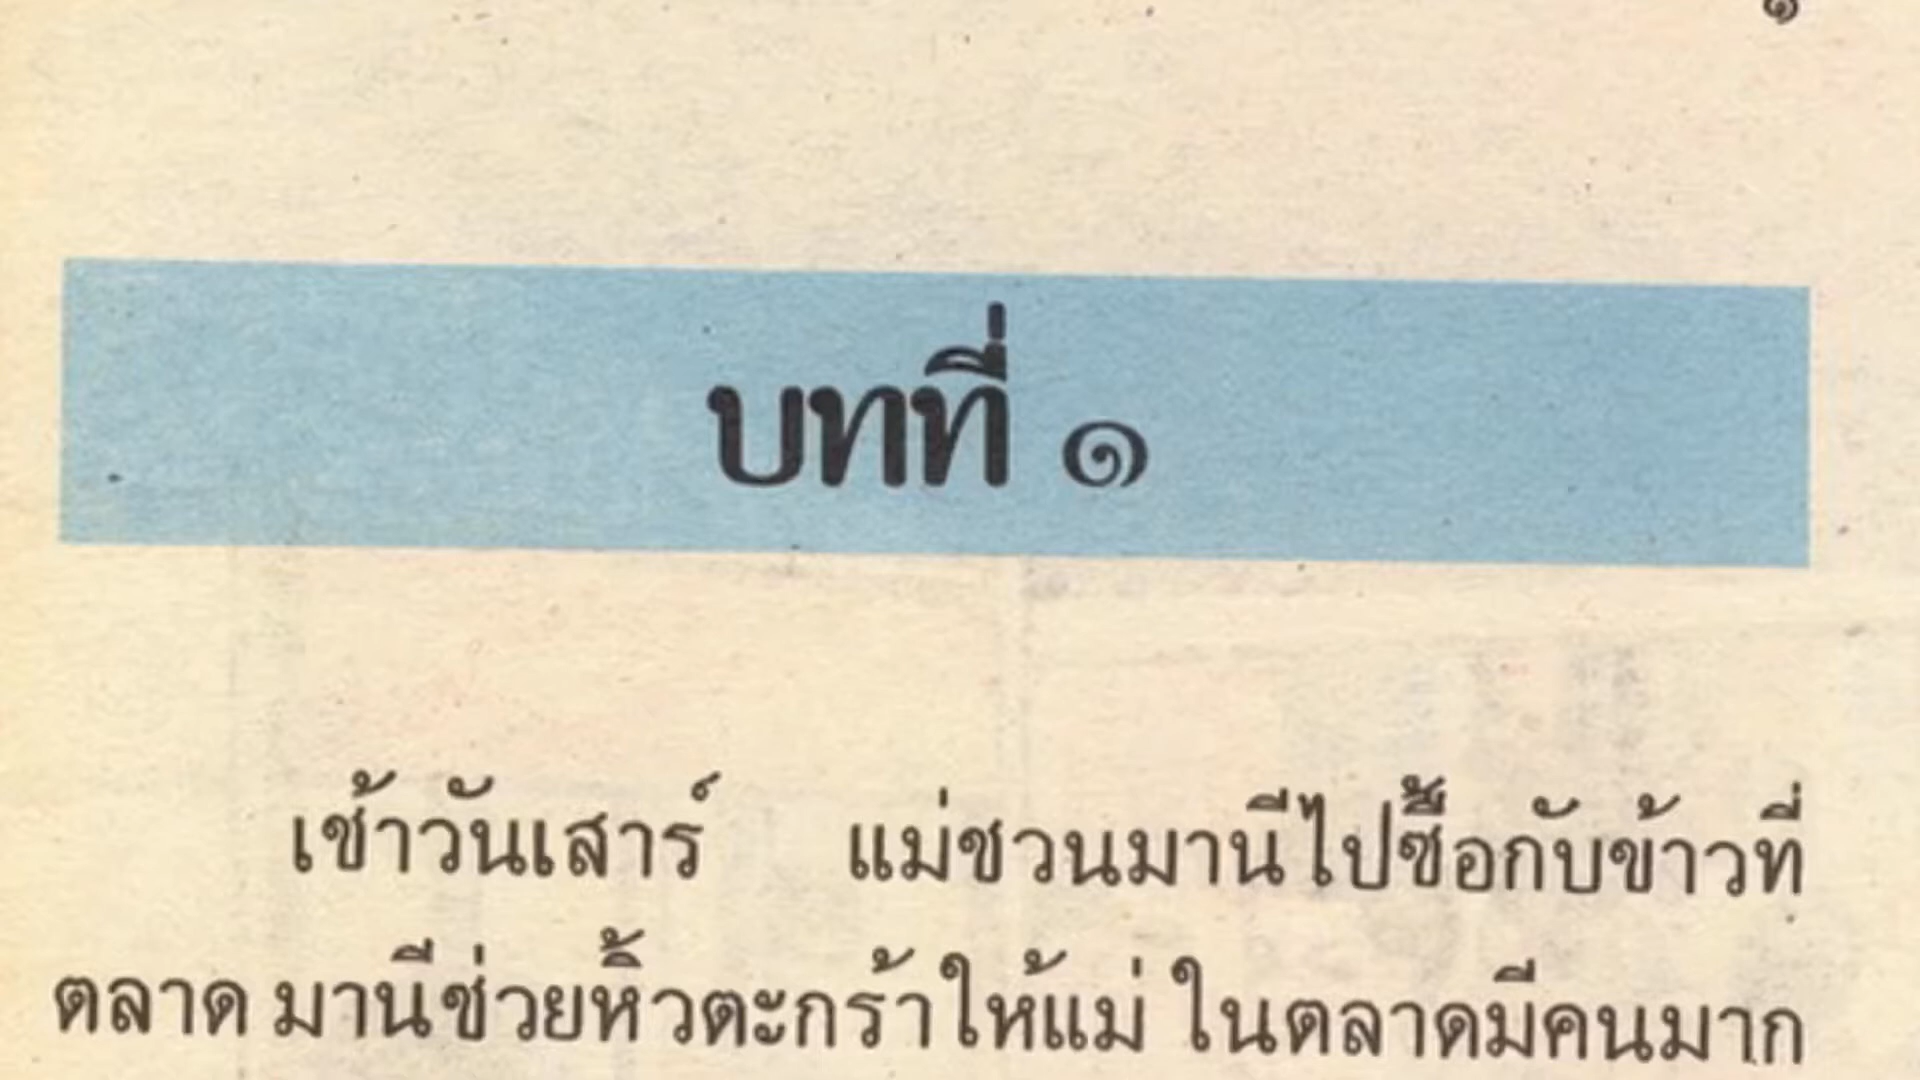 ๑
บทที่ ๑
เช้าวันเสาร์ แม่ชวนมานีไปซื้อกับข้าวที่
ตลาด มานีช่วยหิ้วตะกร้าให้แม่ ในตลาดมีคนมาก